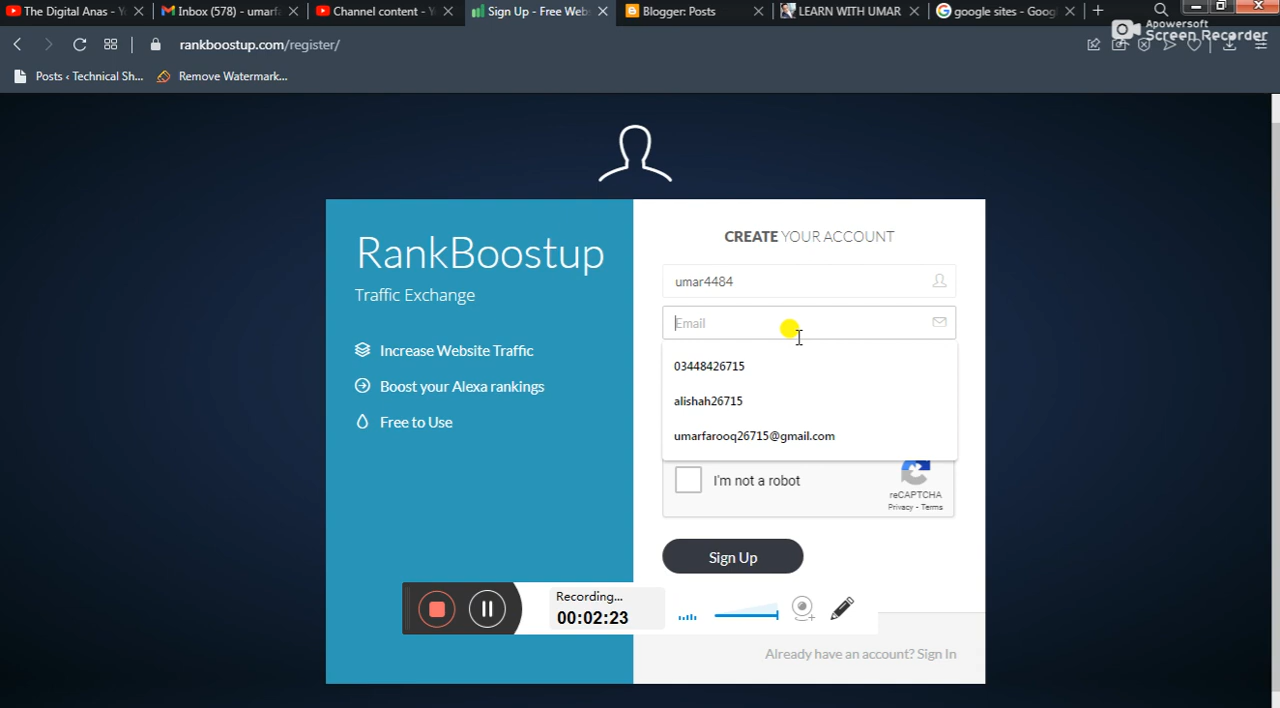 The Digital Anas - Y
Inbox (578) - umarfa
Channel content - Y
Sign Up - Free Webs
Blogger: Posts
LEARN WITH UMAR
google sites - Goog
Apowersoft
Screen Recorder
rankboostup.com/register/
Posts ‹ Technical Sh...
Remove Watermark...
RankBoostup
Traffic Exchange
Increase Website Traffic
Boost your Alexa rankings
Free to Use
CREATE YOUR ACCOUNT
umar4484
Email
03448426715
alishah26715
umarfarooq26715@gmail.com
I'm not a robot
reCAPTCHA
Privacy - Terms
Sign Up
Recording...
00:02:23
Already have an account? Sign In